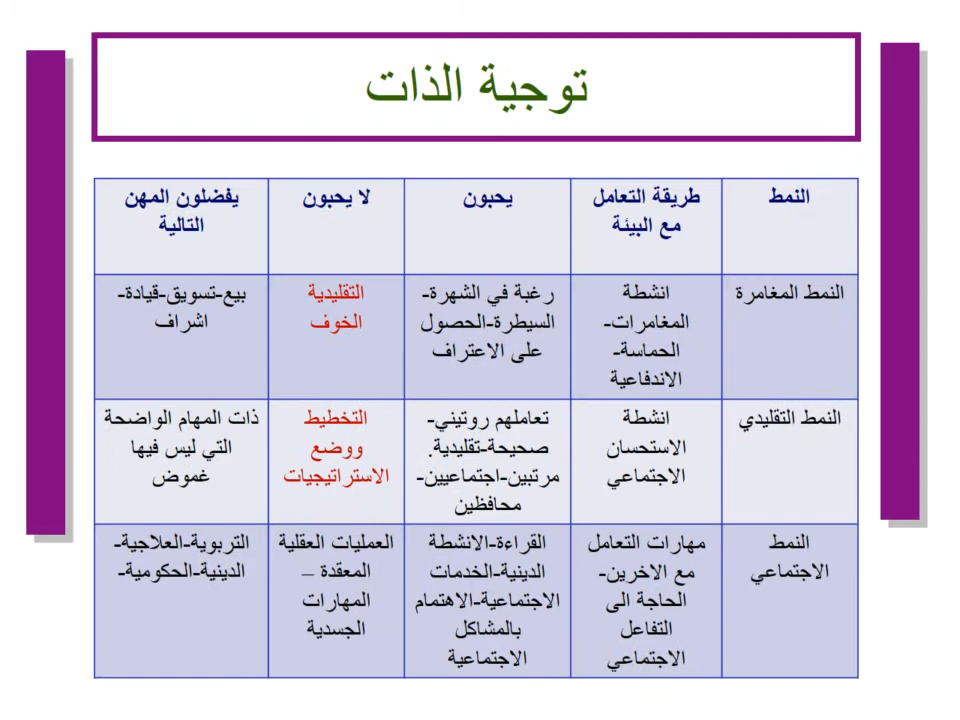 توجية الذات
النمط
طريقة التعامل
مع البيئة
يحبون
لا يحبون
يفضلون المهن
التالية
النمط المغامرة
انشطة
المغامرات-
الحماسة-
الاندفاعية
رغبة في الشهرة-
السيطرة-الحصول
على الاعتراف
التقليدية
الخوف
بيع-تسويق-قيادة-
اشراف
النمط التقليدي
انشطة
الاستحسان
الاجتماعي
تعاملهم روتيني-
صحيحة-تقليدية.
مرتبين-اجتماعيين-
محافظين
التخطيط
ووضع
الاستراتيجيات
ذات المهام الواضحة
التي ليس فيها
غموض
النمط
الاجتماعي
مهارات التعامل
مع الاخرين-
الحاجة الى
التفاعل
الاجتماعي
القراءة-الانشطة
الدينية-الخدمات
الاجتماعية-الاهتمام
بالمشاكل
الاجتماعية
العمليات العقلية
المعقدة –
المهارات
الجسدية
التربوية-العلاجية-
الدينية-الحكومية-